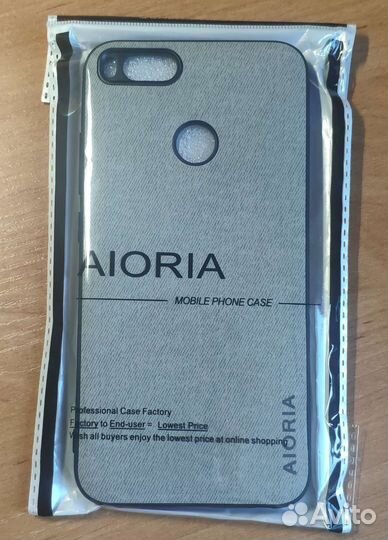 AIORIA
MOBILE PHONE CASE
Professional Case Factory
Factory to End-user = Lowest Price
Wish all buyers enjoy the lowest price at online shopping
AIORIA
Avito